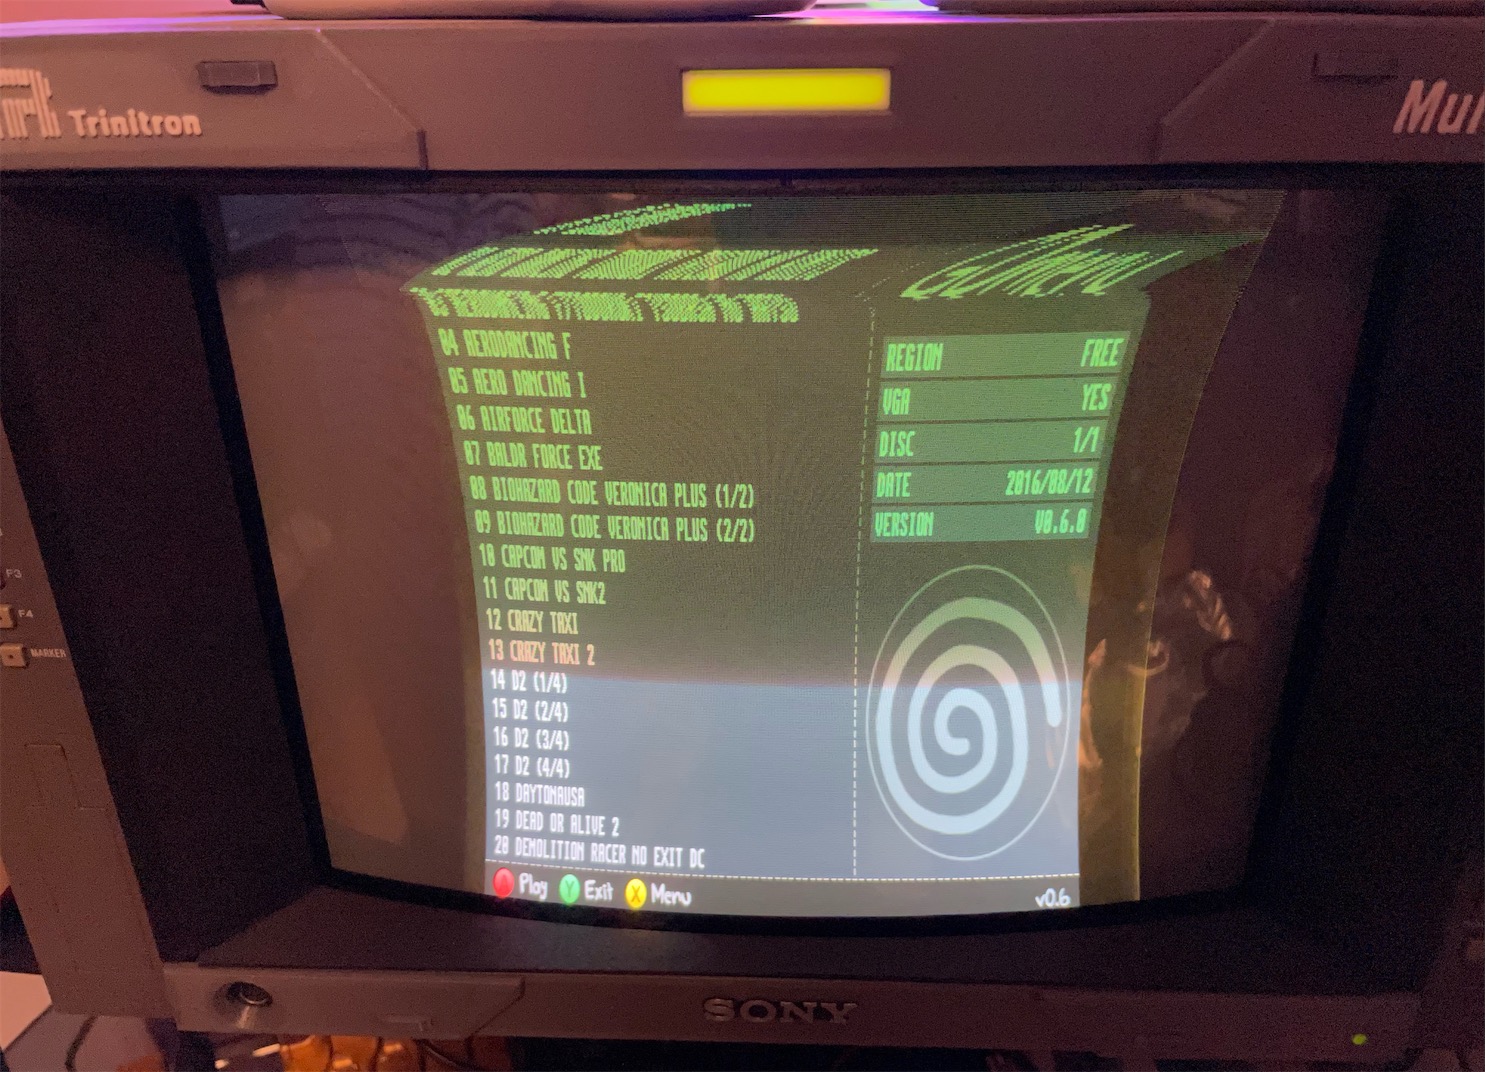 Trinitron
Mul
GDMenu
04 AERODANCING F
05 AERO DANCING I
06 AIRFORCE DELTA
07 BALDR FORCE EXE
08 BIOHAZARD CODE VERONICA PLUS (1/2)
09 BIOHAZARD CODE VERONICA PLUS (2/2)
10 CAPCOM VS SNK PRO
11 CAPCOM VS SNK2
12 CRAZY TAXI
13 CRAZY TAXI 2
14 D2 (1/4)
15 D2 (2/4)
16 D2 (3/4)
17 D2 (4/4)
18 DAYTONAUSA
19 DEAD OR ALIVE 2
20 DEMOLITION RACER NO EXIT DC
REGION FREE
VGA YES
DISC 1/1
DATE 2016/08/12
VERSION V0.6.0
Play Y Exit X Menu
v0.6
F3
F4
MARKER
SONY